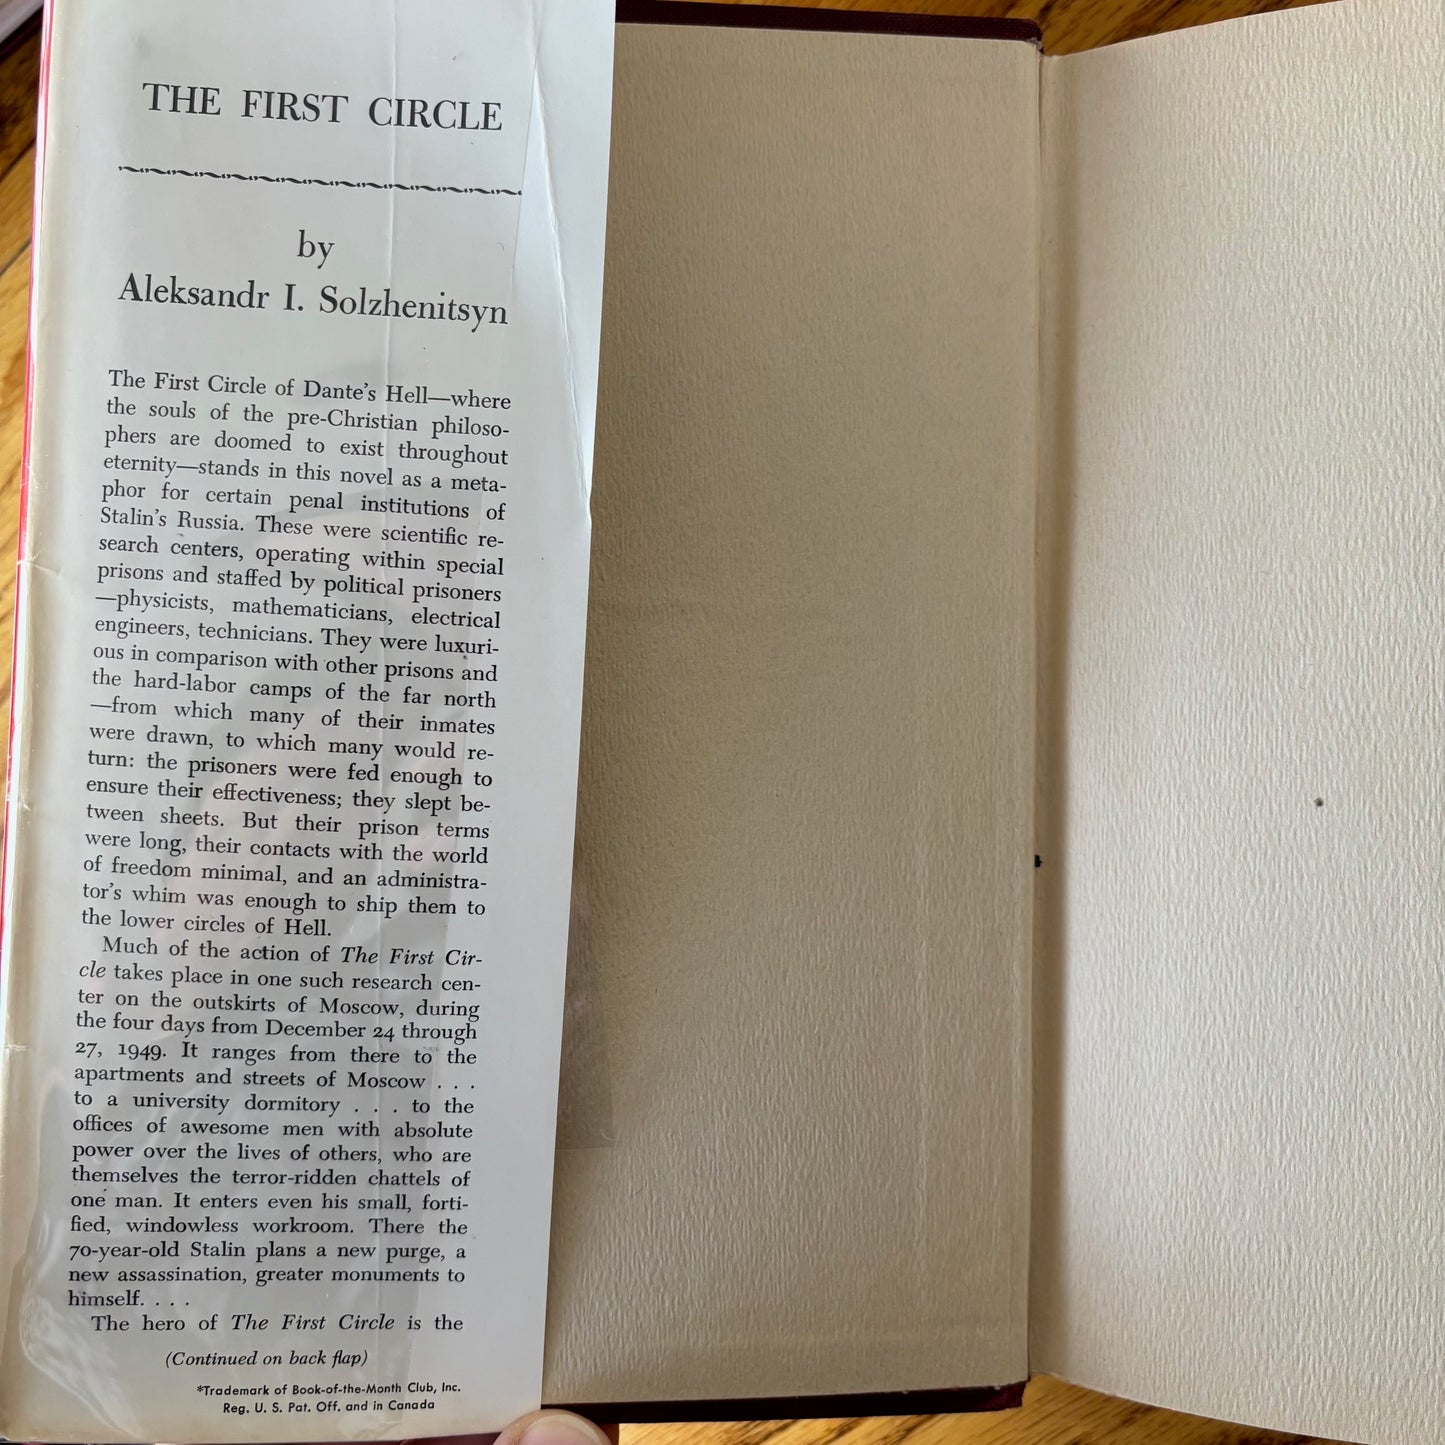 THE FIRST CIRCLE
by
Aleksandr I. Solzhenitsyn
The First Circle of Dante's Hell—where
the souls of the pre-Christian philoso-
phers are doomed to exist throughout
eternity—stands in this novel as a meta-
phor for certain penal institutions of
Stalin's Russia. These were scientific re-
search centers, operating within special
prisons and staffed by political prisoners
—physicists, mathematicians, electrical
engineers, technicians. They were luxuri-
ous in comparison with other prisons and
the hard-labor camps of the far north
—from which many of their inmates
were drawn, to which many would re-
turn: the prisoners were fed enough to
ensure their effectiveness; they slept be-
tween sheets. But their prison terms
were long, their contacts with the world
of freedom minimal, and an administra-
tor's whim was enough to ship them to
the lower circles of Hell.
Much of the action of The First Cir-
cle takes place in one such research cen-
ter on the outskirts of Moscow, during
the four days from December 24 through
27, 1949. It ranges from there to the
apartments and streets of Moscow . . .
to a university dormitory . . . to the
offices of awesome men with absolute
power over the lives of others, who are
themselves the terror-ridden chattels of
one man. It enters even his small, forti-
fied, windowless workroom. There the
70-year-old Stalin plans a new purge, a
new assassination, greater monuments to
himself. . . .
The hero of The First Circle is the
(Continued on back flap)
*Trademark of Book-of-the-Month Club, Inc.
Reg. U. S. Pat. Off. and in Canada